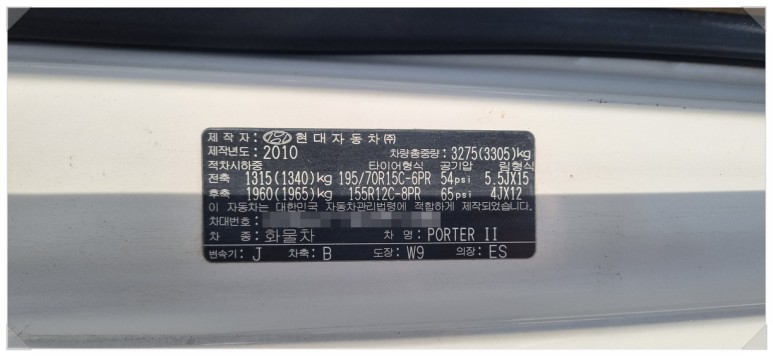 제 작 자: 현대자동차㈜
제작년도: 2010 차량총중량: 3275(3305)kg
적차시하중 타이어형식 공기압 림형식
전축 1315(1340)kg 195/70R15C-6PR 54psi 5.5JX15
후축 1960(1965)kg 155R12C-8PR 65psi 4JX12
이 자동차는 대한민국 자동차관리법령에 적합하게 제작되었습니다.
차대번호:
차 종: 화물차 차 명: PORTER II
변속기: J 차축: B 도장: W9 의장: ES